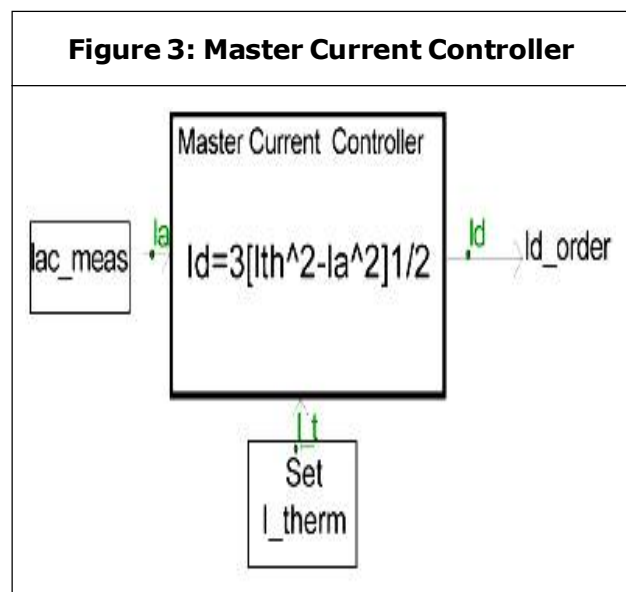 Figure 3: Master Current Controller
Master Current Controller
Iac_meas
Ia
Id=3[Ith^2-Ia^2]1/2
Id
Id_order
I_t
Set
I_therm